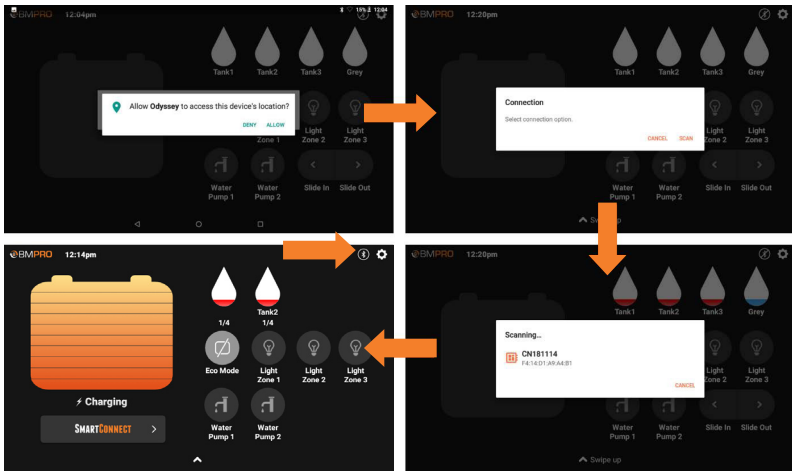 BMPRO 12:04pm 15% 12:04
Tank1 Tank2 Tank3 Grey
Allow Odyssey to access this device's location?
DENY ALLOW
Light Light
Zone 1 Zone 2 Zone 3
Water Water Slide In Slide Out
Pump 1 Pump 2
BMPRO 12:20pm
Tank1 Tank2 Tank3 Grey
Connection
Select connection option.
CANCEL SCAN
Light Light
Zone 2 Zone 3
Water Water Slide In Slide Out
Pump 1 Pump 2
BMPRO 12:14pm
Tank2
1/4 1/4
Eco Mode Light Light Light
Zone 1 Zone 2 Zone 3
Charging
SMARTCONNECT
Water Water
Pump 1 Pump 2
BMPRO 12:20pm
Tank1 Tank2 Tank3 Grey
Scanning...
CN181114
F4:14:D1:A9:A4:B1
CANCEL
Light Light
Zone 2 Zone 3
Water Water Slide In Slide Out
Pump 1 Pump 2
Swipe up